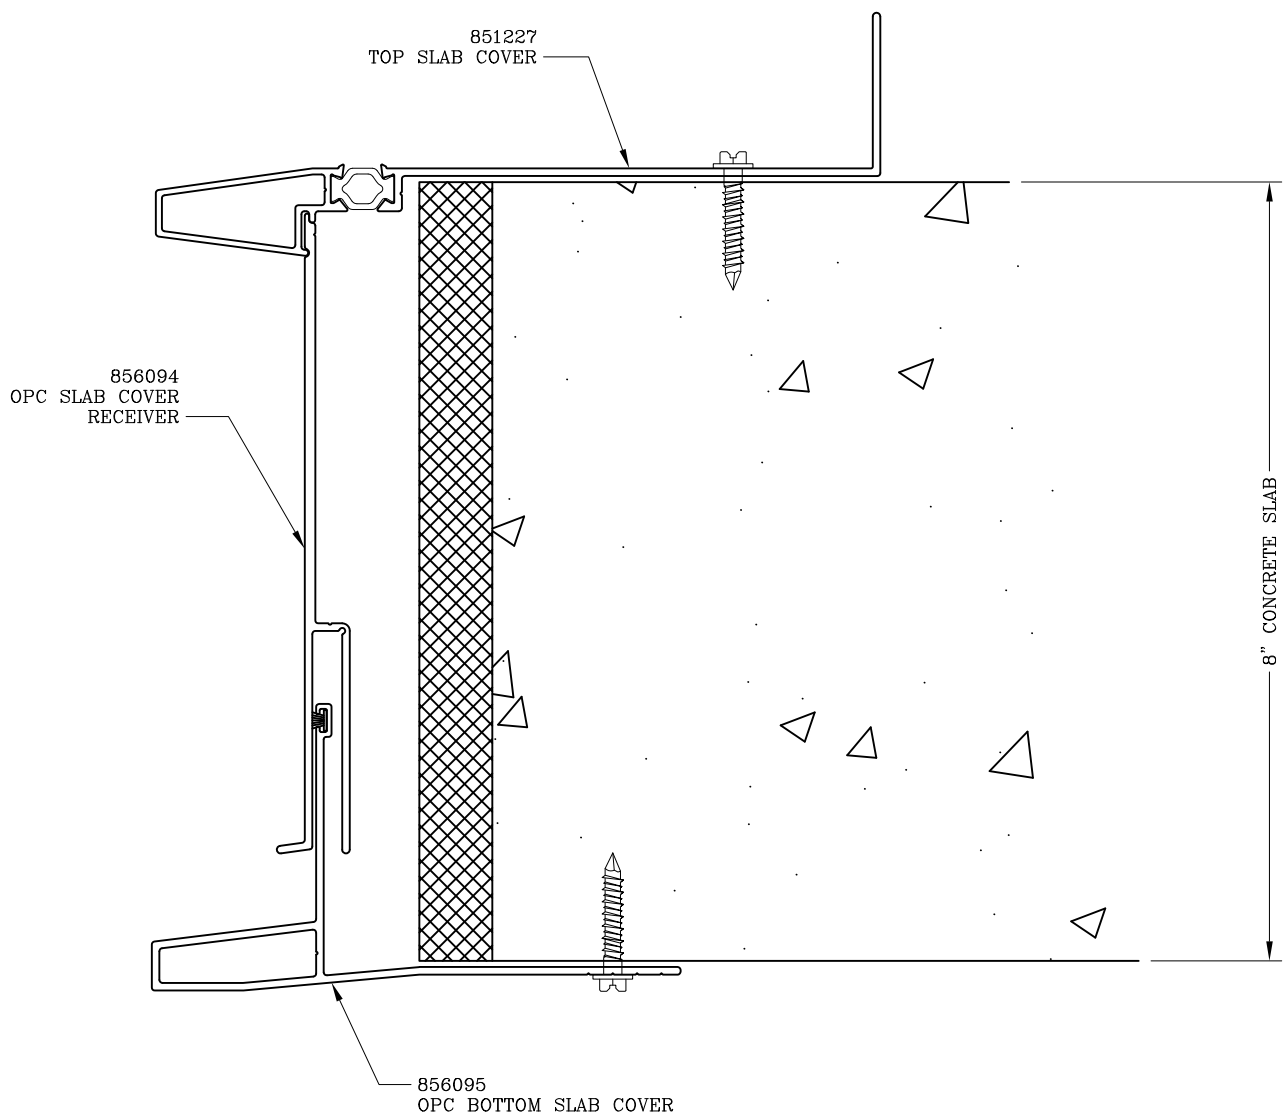 851227
TOP SLAB COVER
856094
OPC SLAB COVER
RECEIVER
8" CONCRETE SLAB
856095
OPC BOTTOM SLAB COVER